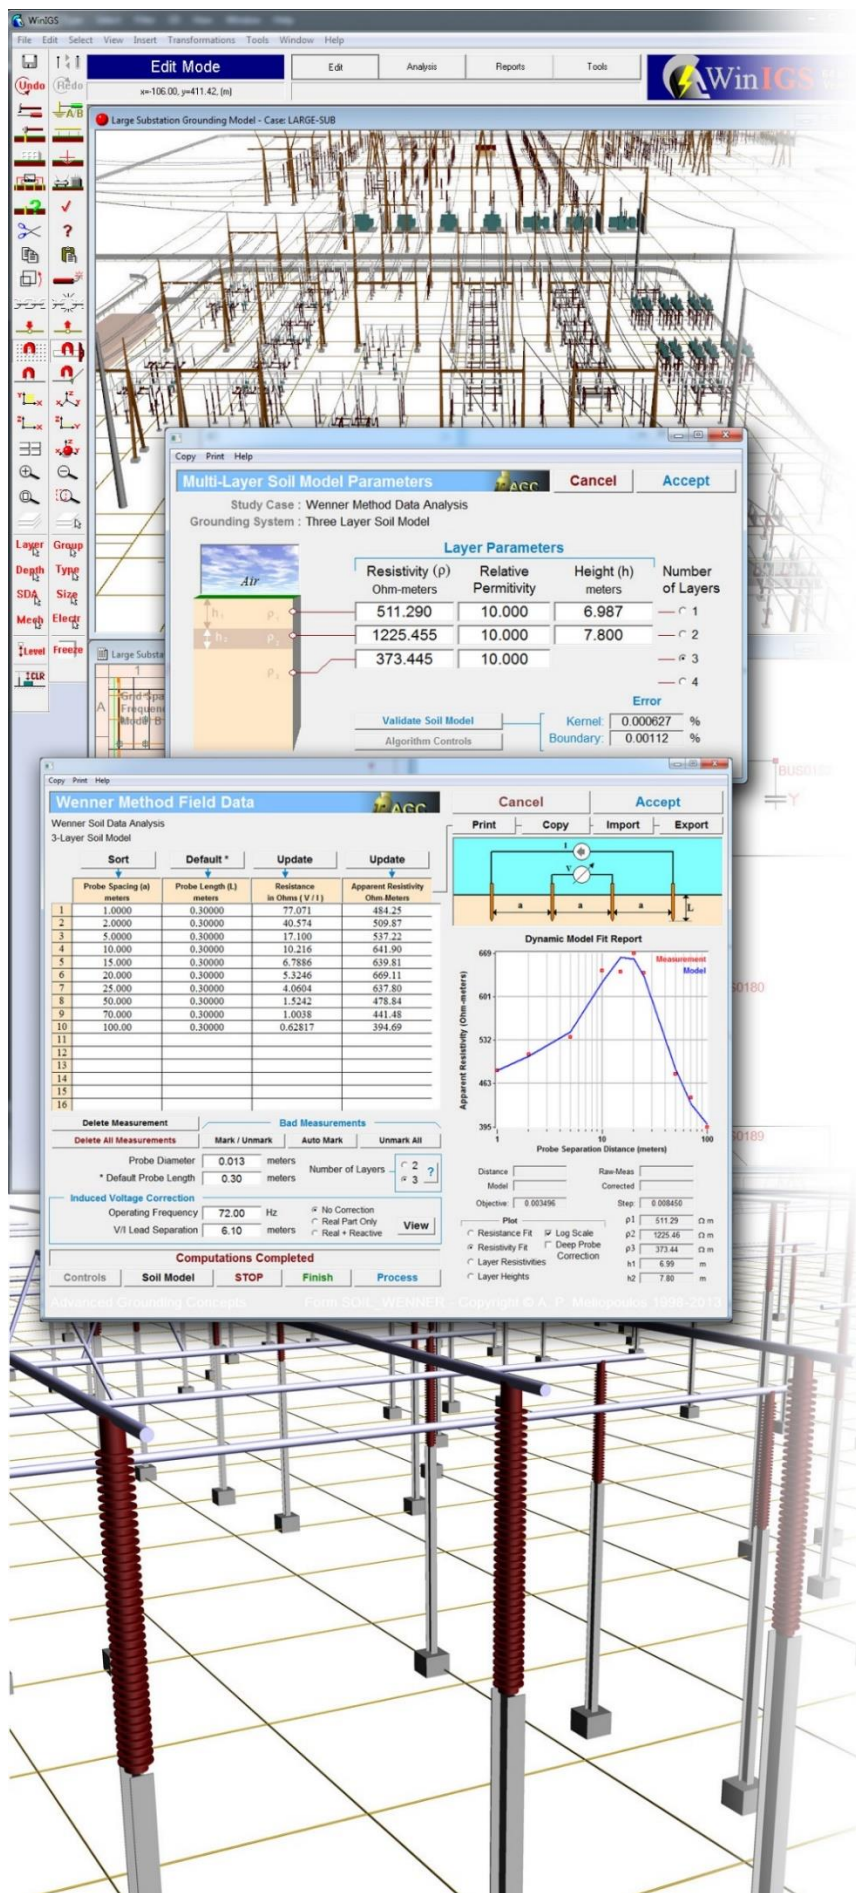 WinIGS
File Edit Select View Insert Transformations Tools Window Help
Edit Mode
Edit Analysis Reports Tools
x=-106.00, y=411.42, (m)
WinIGS
Undo Redo
A/B
Large Substation Grounding Model - Case: LARGE-SUB
Layer Group
Depth Type
SDA Size
Mech Electr
Level Freeze
CLR
Copy Print Help
Multi-Layer Soil Model Parameters
AGC
Cancel Accept
Study Case : Wenner Method Data Analysis
Grounding System : Three Layer Soil Model
Layer Parameters
Air
Resistivity (ρ) Relative Height (h) Number
Ohm-meters Permitivity meters of Layers
h₁ ρ₁ 511.290 10.000 6.987 1
h₂ ρ₂ 1225.455 10.000 7.800 2
ρ₃ 373.445 10.000 3
4
Error
Validate Soil Model Kernel: 0.000627 %
Algorithm Controls Boundary: 0.00112 %
Large Substa
1
A
BUS0180
Y
Copy Print Help
Wenner Method Field Data
AGC
Cancel Accept
Wenner Soil Data Analysis
3-Layer Soil Model
Print Copy Import Export
Sort Default * Update Update
Probe Spacing (a) Probe Length (L) Resistance Apparent Resistivity
meters meters in Ohms ( V / I ) Ohm-Meters
1 1.0000 0.30000 77.071 484.25
2 2.0000 0.30000 40.574 509.87
3 5.0000 0.30000 17.100 537.22
4 10.000 0.30000 10.216 641.90
5 15.000 0.30000 6.7886 639.81
6 20.000 0.30000 5.3246 669.11
7 25.000 0.30000 4.0604 637.80
8 50.000 0.30000 1.5242 478.84
9 70.000 0.30000 1.0038 441.48
10 100.00 0.30000 0.62817 394.69
11
12
13
14
15
16
I
V
a a a L
Dynamic Model Fit Report
Measurement
Model
Apparent Resistivity (Ohm-meters)
669
601
532
463
395
1 10 100
Probe Separation Distance (meters)
S0180
S0189
Delete Measurement Bad Measurements
Delete All Measurements Mark / Unmark Auto Mark Unmark All
Probe Diameter 0.013 meters
* Default Probe Length 0.30 meters
Number of Layers 2 3 ?
Induced Voltage Correction
Operating Frequency 72.00 Hz
V/I Lead Separation 6.10 meters
No Correction
Real Part Only
Real + Reactive
View
Computations Completed
Controls Soil Model STOP Finish Process
Distance Raw-Meas
Model Corrected
Objective: 0.003496 Step: 0.008450
Plot
Resistance Fit
Resistivity Fit
Layer Resistivities
Layer Heights
Log Scale
Deep Probe
Correction
ρ1 511.29 Ω m
ρ2 1225.46 Ω m
ρ3 373.44 Ω m
h1 6.99 m
h2 7.80 m
Advanced Grounding Concepts Form SOIL_WENNER - Copyright © A. P. Meliopoulos 1998-2013